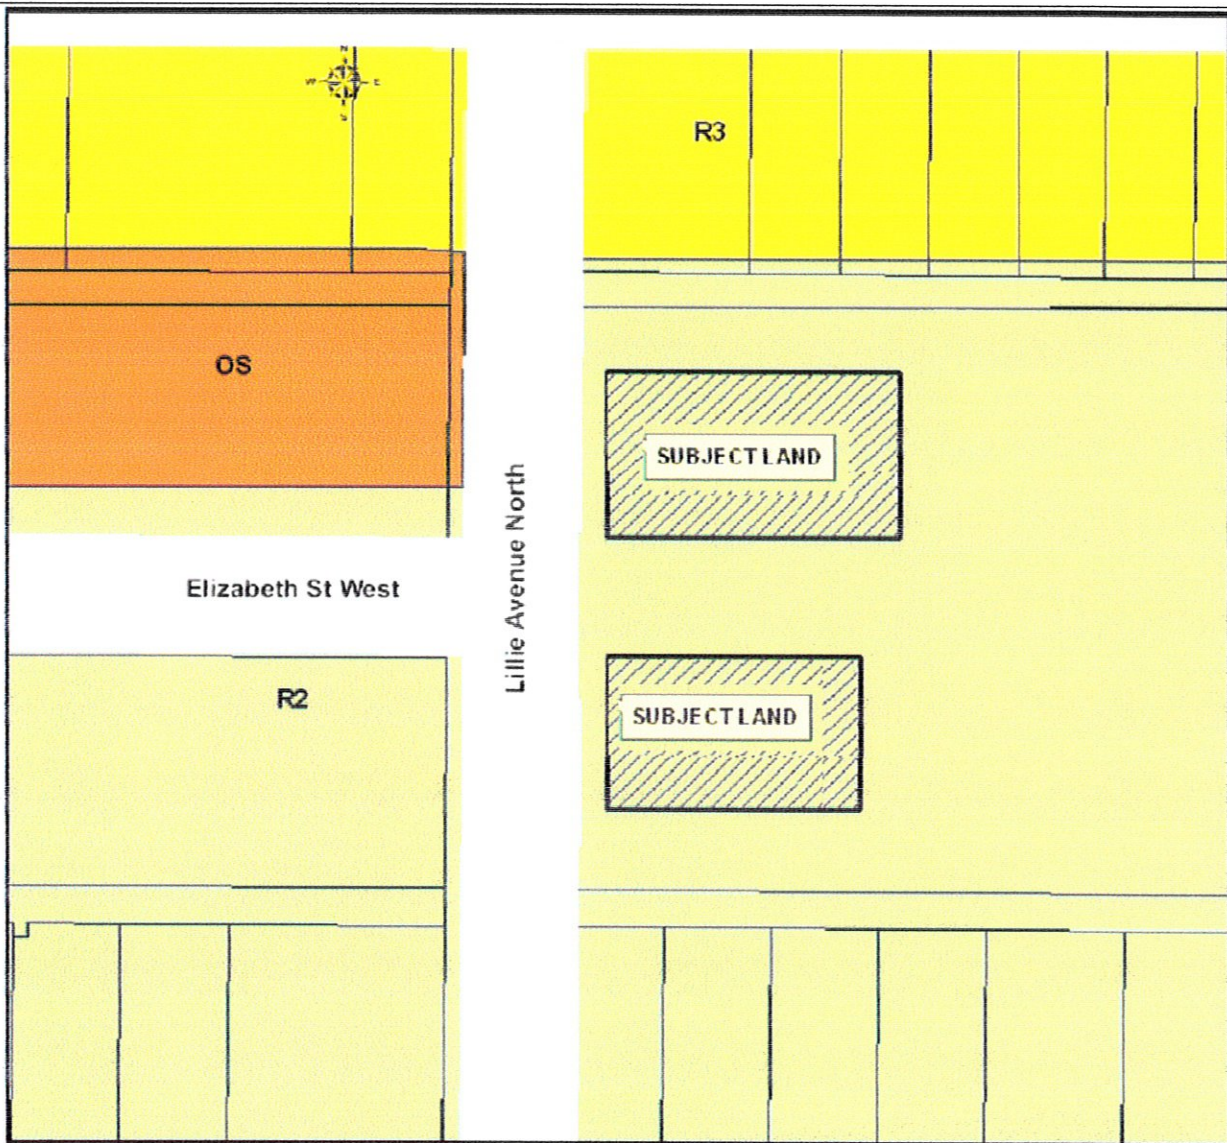 N
W E
S
R3
OS
SUBJECT LAND
Lillie Avenue North
Elizabeth St West
R2
SUBJECT LAND